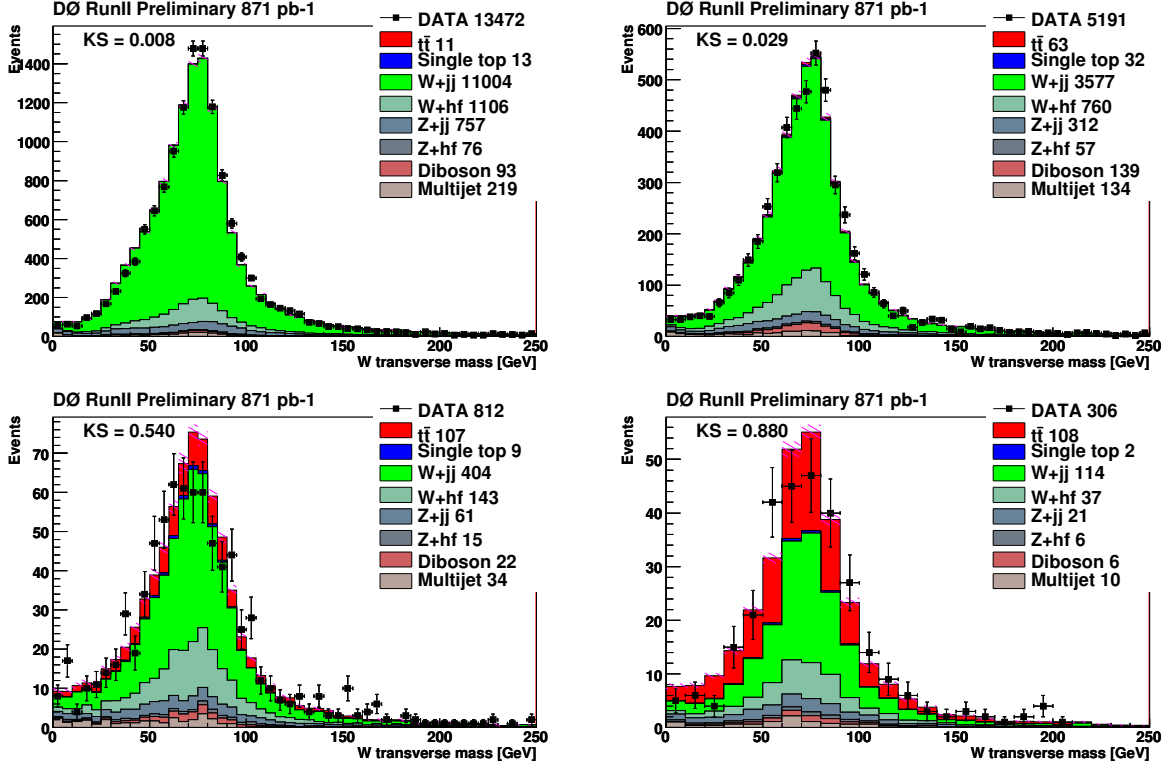 DØ RunII Preliminary 871 pb-1
KS = 0.008
Events
DATA 13472
tt̄ 11
Single top 13
W+jj 11004
W+hf 1106
Z+jj 757
Z+hf 76
Diboson 93
Multijet 219
1400
1200
1000
800
600
400
200
0
0 50 100 150 200 250
W transverse mass [GeV]
DØ RunII Preliminary 871 pb-1
KS = 0.029
Events
DATA 5191
tt̄ 63
Single top 32
W+jj 3577
W+hf 760
Z+jj 312
Z+hf 57
Diboson 139
Multijet 134
600
500
400
300
200
100
0
0 50 100 150 200 250
W transverse mass [GeV]
DØ RunII Preliminary 871 pb-1
KS = 0.540
Events
DATA 812
tt̄ 107
Single top 9
W+jj 404
W+hf 143
Z+jj 61
Z+hf 15
Diboson 22
Multijet 34
70
60
50
40
30
20
10
0
0 50 100 150 200 250
W transverse mass [GeV]
DØ RunII Preliminary 871 pb-1
KS = 0.880
Events
DATA 306
tt̄ 108
Single top 2
W+jj 114
W+hf 37
Z+jj 21
Z+hf 6
Diboson 6
Multijet 10
50
40
30
20
10
0
0 50 100 150 200 250
W transverse mass [GeV]